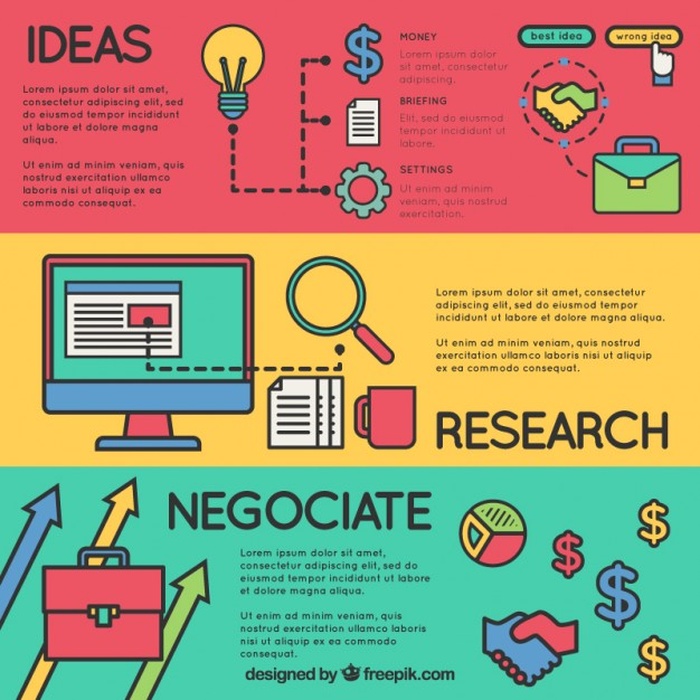 IDEAS
Lorem ipsum dolor sit amet,
consectetur adipiscing elit, sed
do eiusmod tempor incididunt
ut labore et dolore magna
aliqua.
Ut enim ad minim veniam, quis
nostrud exercitation ullamco
laboris nisi ut aliquip ex ea
commodo consequat.
MONEY
Lorem ipsum dolor
sit amet, consectetur
adipiscing.
BRIEFING
Elit, sed do eiusmod
tempor incididunt ut
labore.
SETTINGS
Ut enim ad minim
veniam, quis nostrud
exercitation.
best idea
wrong idea
Lorem ipsum dolor sit amet, consectetur
adipiscing elit, sed do eiusmod tempor
incididunt ut labore et dolore magna aliqua.
Ut enim ad minim veniam, quis nostrud
exercitation ullamco laboris nisi ut aliquip
ex ea commodo consequat.
RESEARCH
NEGOCIATE
Lorem ipsum dolor sit amet,
consectetur adipiscing elit, sed
do eiusmod tempor incididunt
ut labore et dolore magna
aliqua.
Ut enim ad minim veniam, quis
nostrud exercitation ullamco
laboris nisi ut aliquip ex ea
commodo
consequat.
designed by freepik.com